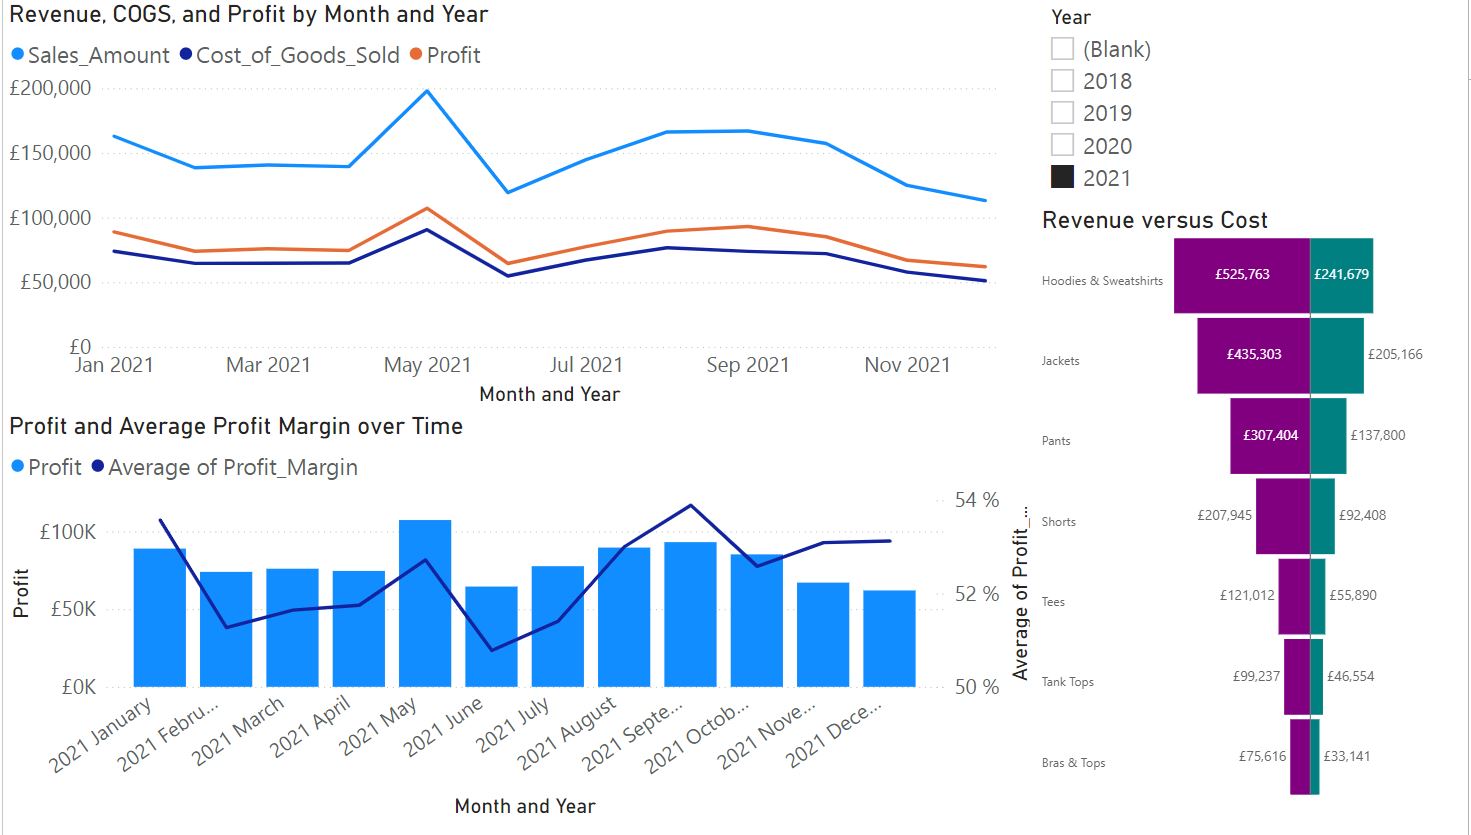 Revenue, COGS, and Profit by Month and Year
Sales_Amount Cost_of_Goods_Sold Profit
£200,000
£150,000
£100,000
£50,000
£0
Jan 2021 Mar 2021 May 2021 Jul 2021 Sep 2021 Nov 2021
Month and Year
Profit and Average Profit Margin over Time
Profit Average of Profit_Margin
Profit
£100K
£50K
£0K
54 %
52 %
50 %
Average of Profit_...
2021 January
2021 Febru...
2021 March
2021 April
2021 May
2021 June
2021 July
2021 August
2021 Septe...
2021 Octob...
2021 Nove...
2021 Dece...
Month and Year
Year
(Blank)
2018
2019
2020
2021
Revenue versus Cost
Hoodies & Sweatshirts £525,763 £241,679
Jackets £435,303 £205,166
Pants £307,404 £137,800
Shorts £207,945 £92,408
Tees £121,012 £55,890
Tank Tops £99,237 £46,554
Bras & Tops £75,616 £33,141